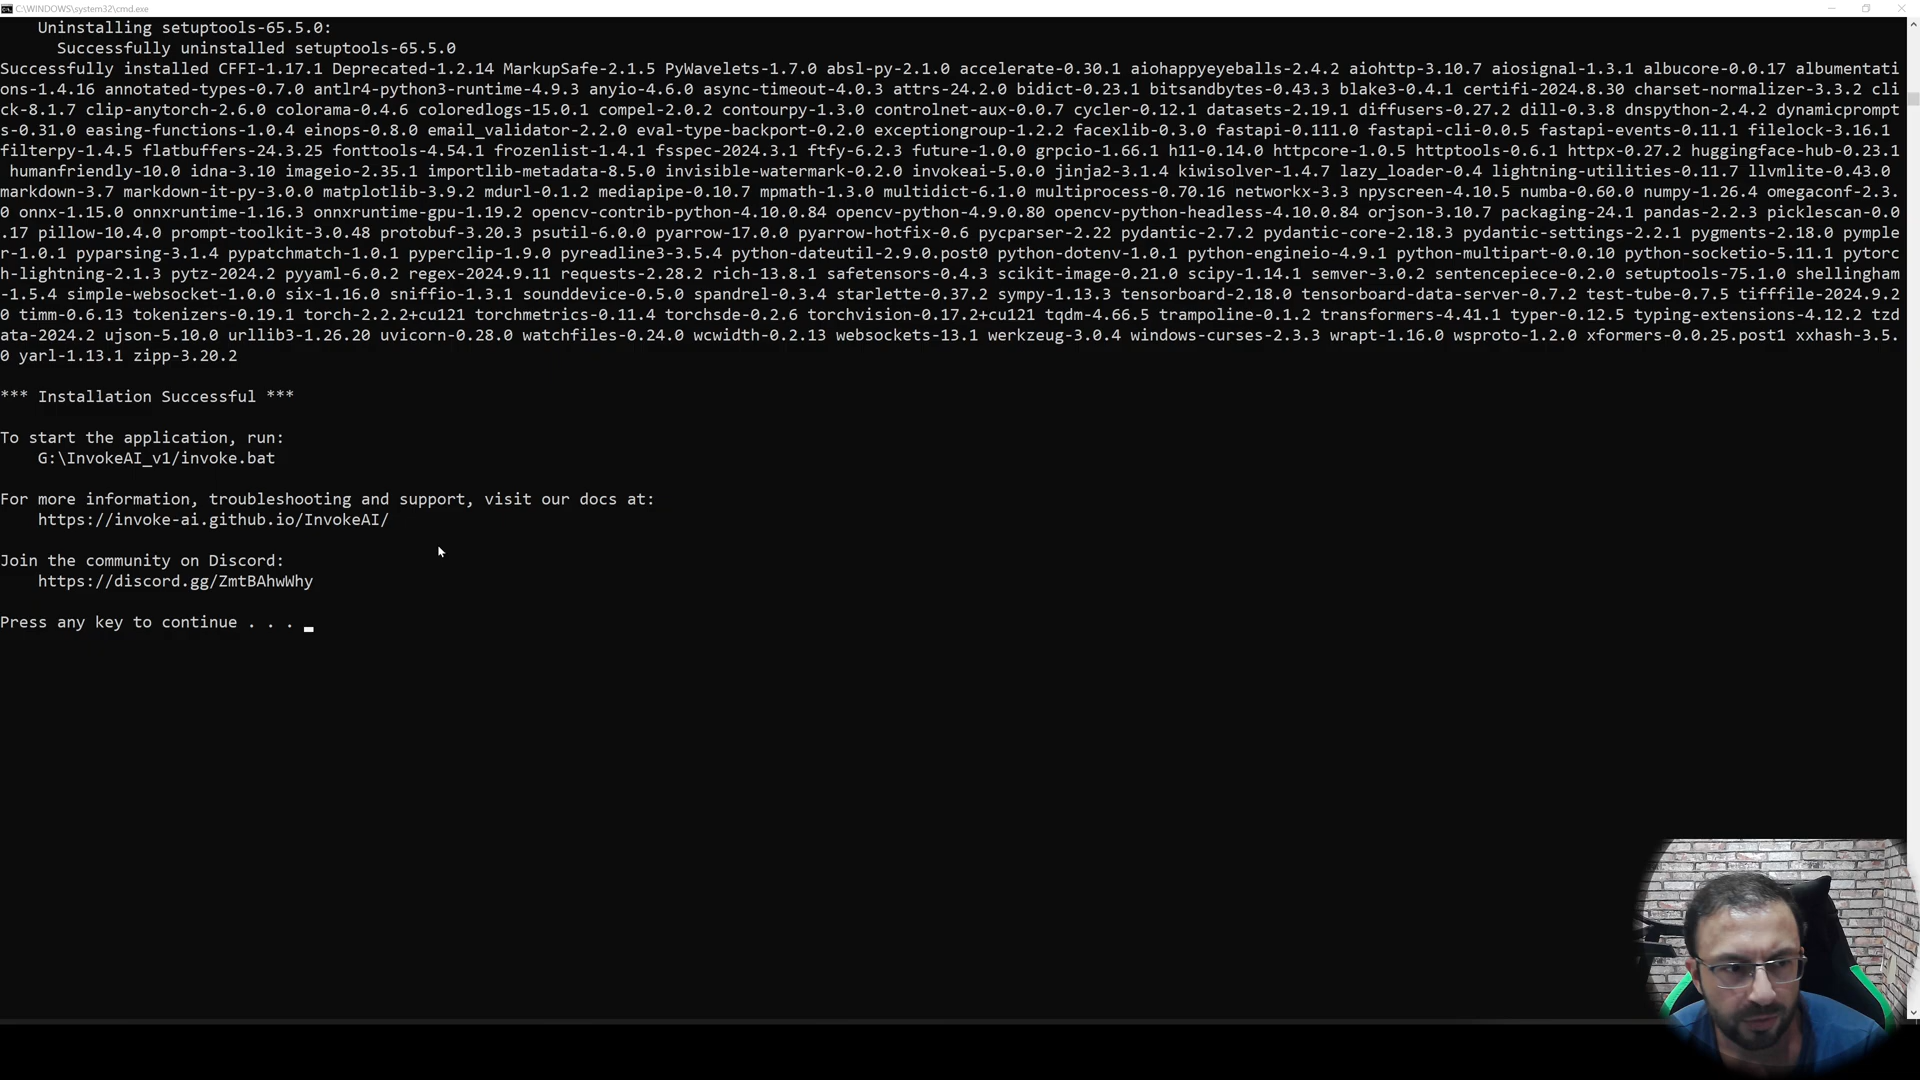 C:\WINDOWS\system32\cmd.exe
Uninstalling setuptools-65.5.0:
Successfully uninstalled setuptools-65.5.0
Successfully installed CFFI-1.17.1 Deprecated-1.2.14 MarkupSafe-2.1.5 PyWavelets-1.7.0 absl-py-2.1.0 accelerate-0.30.1 aiohappyeyeballs-2.4.2 aiohttp-3.10.7 aiosignal-1.3.1 albucore-0.0.17 albumentati
ons-1.4.16 annotated-types-0.7.0 antlr4-python3-runtime-4.9.3 anyio-4.6.0 async-timeout-4.0.3 attrs-24.2.0 bidict-0.23.1 bitsandbytes-0.43.3 blake3-0.4.1 certifi-2024.8.30 charset-normalizer-3.3.2 cli
ck-8.1.7 clip-anytorch-2.6.0 colorama-0.4.6 coloredlogs-15.0.1 compel-2.0.2 contourpy-1.3.0 controlnet-aux-0.0.7 cycler-0.12.1 datasets-2.19.1 diffusers-0.27.2 dill-0.3.8 dnspython-2.4.2 dynamicprompt
s-0.31.0 easing-functions-1.0.4 einops-0.8.0 email_validator-2.2.0 eval-type-backport-0.2.0 exceptiongroup-1.2.2 facexlib-0.3.0 fastapi-0.111.0 fastapi-cli-0.0.5 fastapi-events-0.11.1 filelock-3.16.1
filterpy-1.4.5 flatbuffers-24.3.25 fonttools-4.54.1 frozenlist-1.4.1 fsspec-2024.3.1 ftfy-6.2.3 future-1.0.0 grpcio-1.66.1 h11-0.14.0 httpcore-1.0.5 httptools-0.6.1 httpx-0.27.2 huggingface-hub-0.23.1
humanfriendly-10.0 idna-3.10 imageio-2.35.1 importlib-metadata-8.5.0 invisible-watermark-0.2.0 invokeai-5.0.0 jinja2-3.1.4 kiwisolver-1.4.7 lazy_loader-0.4 lightning-utilities-0.11.7 llvmlite-0.43.0
markdown-3.7 markdown-it-py-3.0.0 matplotlib-3.9.2 mdurl-0.1.2 mediapipe-0.10.7 mpmath-1.3.0 multidict-6.1.0 multiprocess-0.70.16 networkx-3.3 npyscreen-4.10.5 numba-0.60.0 numpy-1.26.4 omegaconf-2.3.
0 onnx-1.15.0 onnxruntime-1.16.3 onnxruntime-gpu-1.19.2 opencv-contrib-python-4.10.0.84 opencv-python-4.9.0.80 opencv-python-headless-4.10.0.84 orjson-3.10.7 packaging-24.1 pandas-2.2.3 picklescan-0.0
.17 pillow-10.4.0 prompt-toolkit-3.0.48 protobuf-3.20.3 psutil-6.0.0 pyarrow-17.0.0 pyarrow-hotfix-0.6 pycparser-2.22 pydantic-2.7.2 pydantic-core-2.18.3 pydantic-settings-2.2.1 pygments-2.18.0 pymple
r-1.0.1 pyparsing-3.1.4 pypatchmatch-1.0.1 pyperclip-1.9.0 pyreadline3-3.5.4 python-dateutil-2.9.0.post0 python-dotenv-1.0.1 python-engineio-4.9.1 python-multipart-0.0.10 python-socketio-5.11.1 pytorc
h-lightning-2.1.3 pytz-2024.2 pyyaml-6.0.2 regex-2024.9.11 requests-2.28.2 rich-13.8.1 safetensors-0.4.3 scikit-image-0.21.0 scipy-1.14.1 semver-3.0.2 sentencepiece-0.2.0 setuptools-75.1.0 shellingham
-1.5.4 simple-websocket-1.0.0 six-1.16.0 sniffio-1.3.1 sounddevice-0.5.0 spandrel-0.3.4 starlette-0.37.2 sympy-1.13.3 tensorboard-2.18.0 tensorboard-data-server-0.7.2 test-tube-0.7.5 tifffile-2024.9.2
0 timm-0.6.13 tokenizers-0.19.1 torch-2.2.2+cu121 torchmetrics-0.11.4 torchsde-0.2.6 torchvision-0.17.2+cu121 tqdm-4.66.5 trampoline-0.1.2 transformers-4.41.1 typer-0.12.5 typing-extensions-4.12.2 tzd
ata-2024.2 ujson-5.10.0 urllib3-1.26.20 uvicorn-0.28.0 watchfiles-0.24.0 wcwidth-0.2.13 websockets-13.1 werkzeug-3.0.4 windows-curses-2.3.3 wrapt-1.16.0 wsproto-1.2.0 xformers-0.0.25.post1 xxhash-3.5.
0 yarl-1.13.1 zipp-3.20.2
*** Installation Successful ***
To start the application, run:
G:\InvokeAI_v1/invoke.bat
For more information, troubleshooting and support, visit our docs at:
https://invoke-ai.github.io/InvokeAI/
Join the community on Discord:
https://discord.gg/ZmtBAhwWhy
Press any key to continue . . .